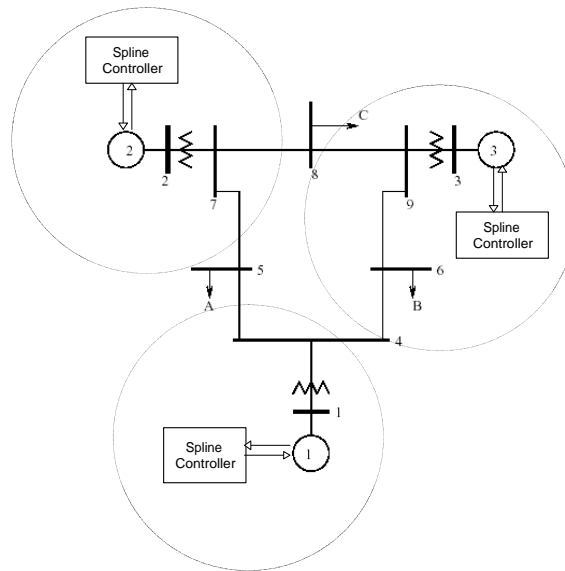 Spline
Controller
C
2
3
2
3
8
7
9
Spline
Controller
5
6
A
B
4
1
Spline
Controller
1